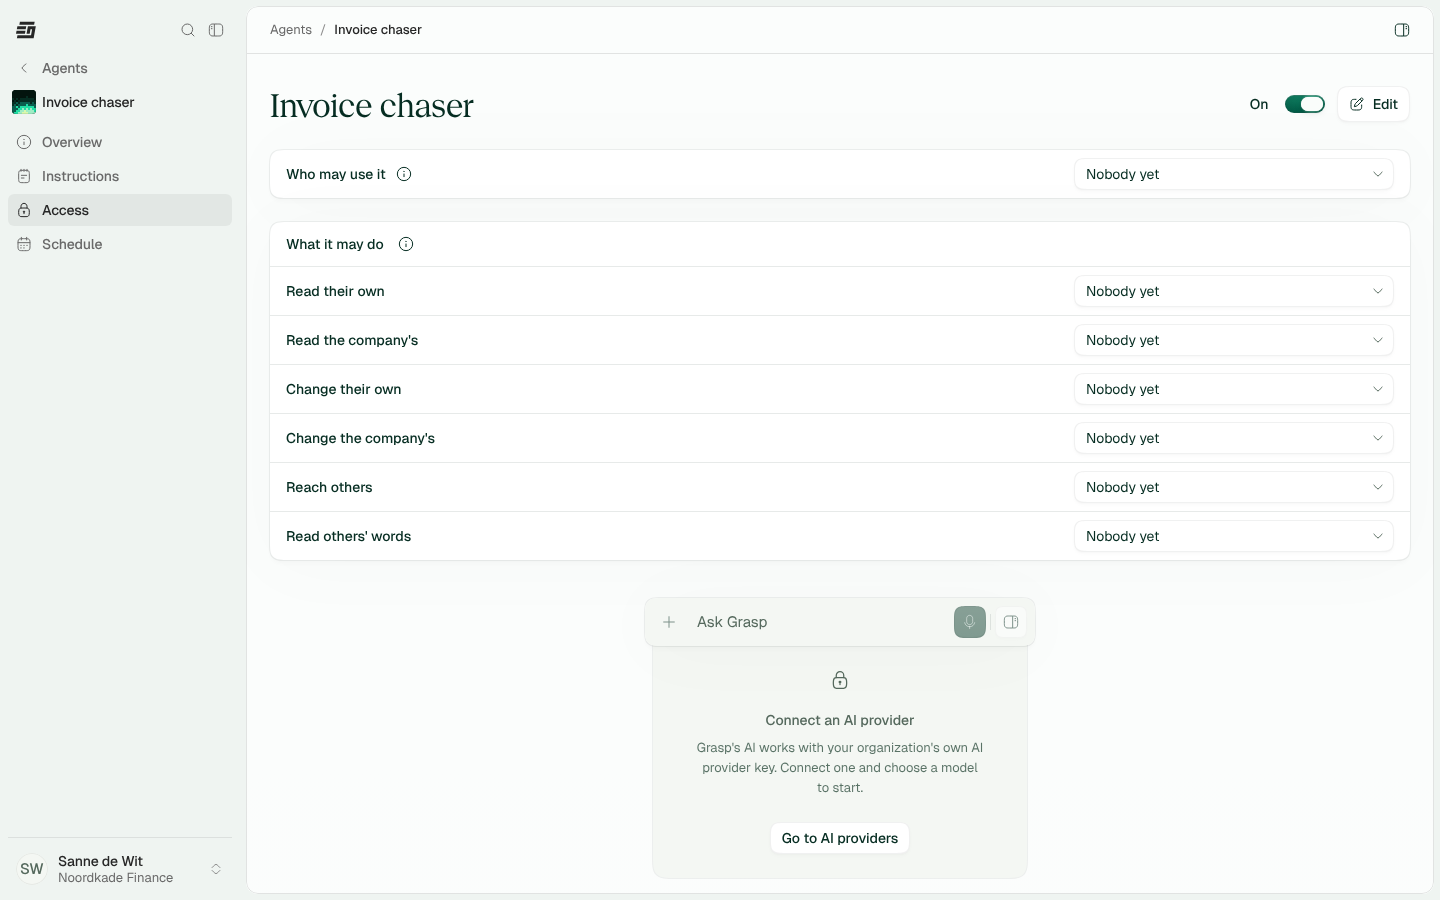 Agents / Invoice chaser
Agents
Invoice chaser
Overview
Instructions
Access
Schedule
Invoice chaser
On
Edit
Who may use it
Nobody yet
What it may do
Read their own
Nobody yet
Read the company's
Nobody yet
Change their own
Nobody yet
Change the company's
Nobody yet
Reach others
Nobody yet
Read others' words
Nobody yet
Ask Grasp
Connect an AI provider
Grasp's AI works with your organization's own AI
provider key. Connect one and choose a model
to start.
Go to AI providers
SW
Sanne de Wit
Noordkade Finance